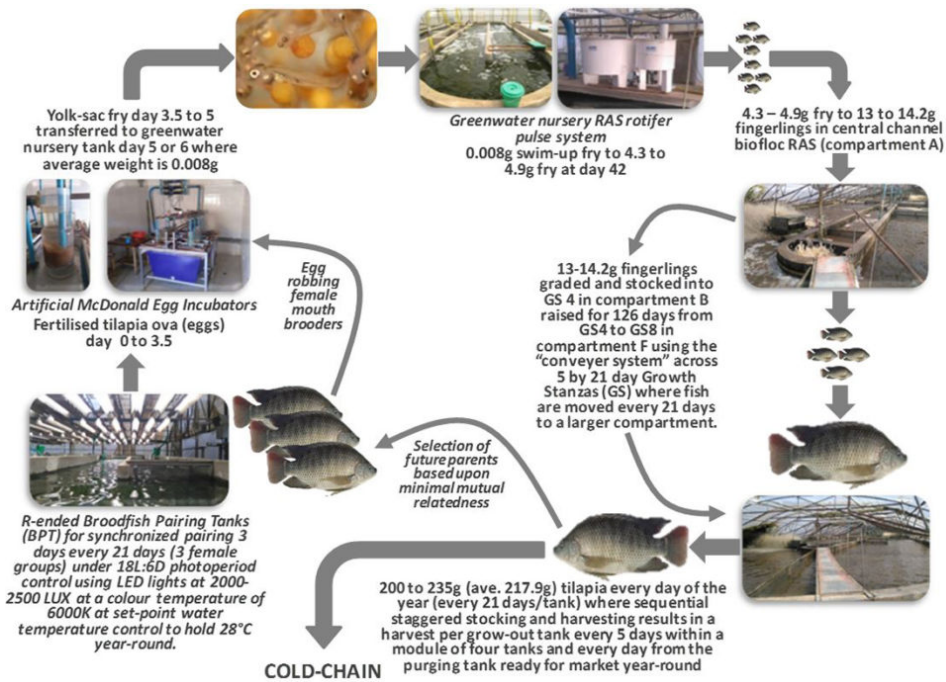 Yolk-sac fry day 3.5 to 5
transferred to greenwater
nursery tank day 5 or 6 where
average weight is 0.008g
Greenwater nursery RAS rotifer
pulse system
0.008g swim-up fry to 4.3 to
4.9g fry at day 42
4.3 – 4.9g fry to 13 to 14.2g
fingerlings in central channel
biofloc RAS (compartment A)
Artificial McDonald Egg Incubators
Fertilised tilapia ova (eggs)
day 0 to 3.5
Egg
robbing
female
mouth
brooders
13-14.2g fingerlings
graded and stocked into
GS 4 in compartment B
raised for 126 days from
GS4 to GS8 in
compartment F using the
“conveyer system” across
5 by 21 day Growth
Stanzas (GS) where fish
are moved every 21 days
to a larger compartment.
Selection of
future parents
based upon
minimal mutual
relatedness
R-ended Broodfish Pairing Tanks
(BPT) for synchronized pairing 3
days every 21 days (3 female
groups) under 18L:6D photoperiod
control using LED lights at 2000-
2500 LUX at a colour temperature of
6000K at set-point water
temperature control to hold 28°C
year-round.
200 to 235g (ave. 217.9g) tilapia every day of the
year (every 21 days/tank) where sequential
staggered stocking and harvesting results in a
harvest per grow-out tank every 5 days within a
module of four tanks and every day from the
purging tank ready for market year-round
COLD-CHAIN